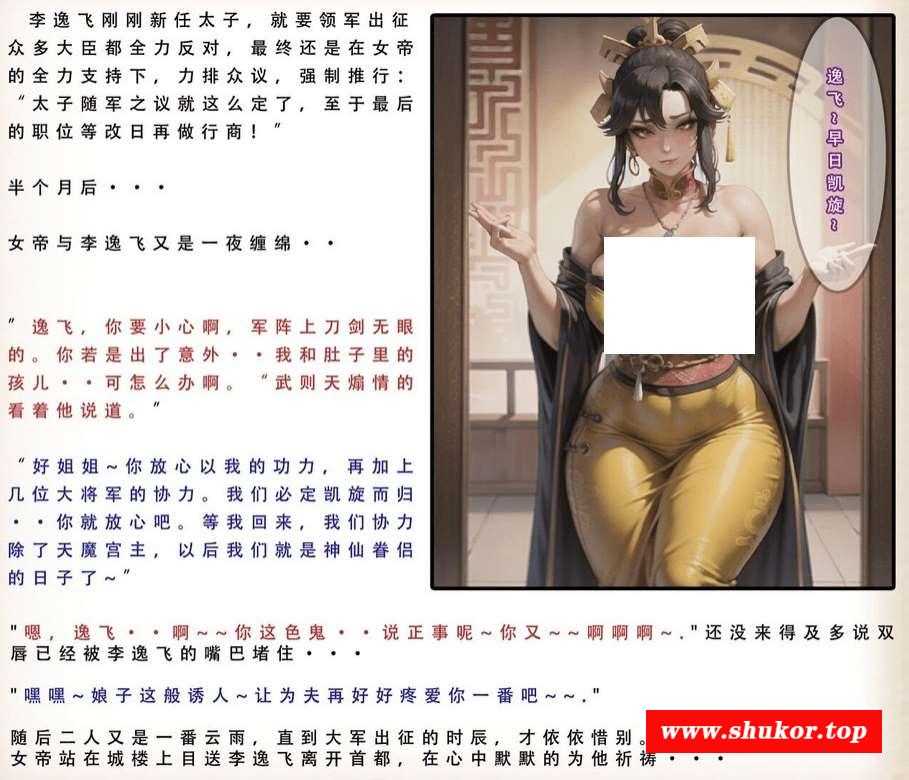 李逸飞刚刚新任太子，就要领军出征
众多大臣都全力反对，最终还是在女帝
的全力支持下，力排众议，强制推行：
“太子随军之议就这么定了，至于最后
的职位等改日再做行商！”
半个月后···
女帝与李逸飞又是一夜缠绵··
”逸飞，你要小心啊，军阵上刀剑无眼
的。你若是出了意外··我和肚子里的
孩儿··可怎么办啊。“武则天煽情的
看着他说道。”
“好姐姐~你放心以我的功力，再加上
几位大将军的协力。我们必定凯旋而归
··你就放心吧。等我回来，我们协力
除了天魔宫主，以后我们就是神仙眷侣
的日子了~”
逸飞~早日凯旋~
"嗯，逸飞··啊~~你这色鬼··说正事呢~你又~~啊啊啊~."还没来得及多说双
唇已经被李逸飞的嘴巴堵住···
"嘿嘿~娘子这般诱人~让为夫再好好疼爱你一番吧~~."
随后二人又是一番云雨，直到大军出征的时辰，才依依惜别。
女帝站在城楼上目送李逸飞离开首都，在心中默默的为他祈祷···
www.shukor.top